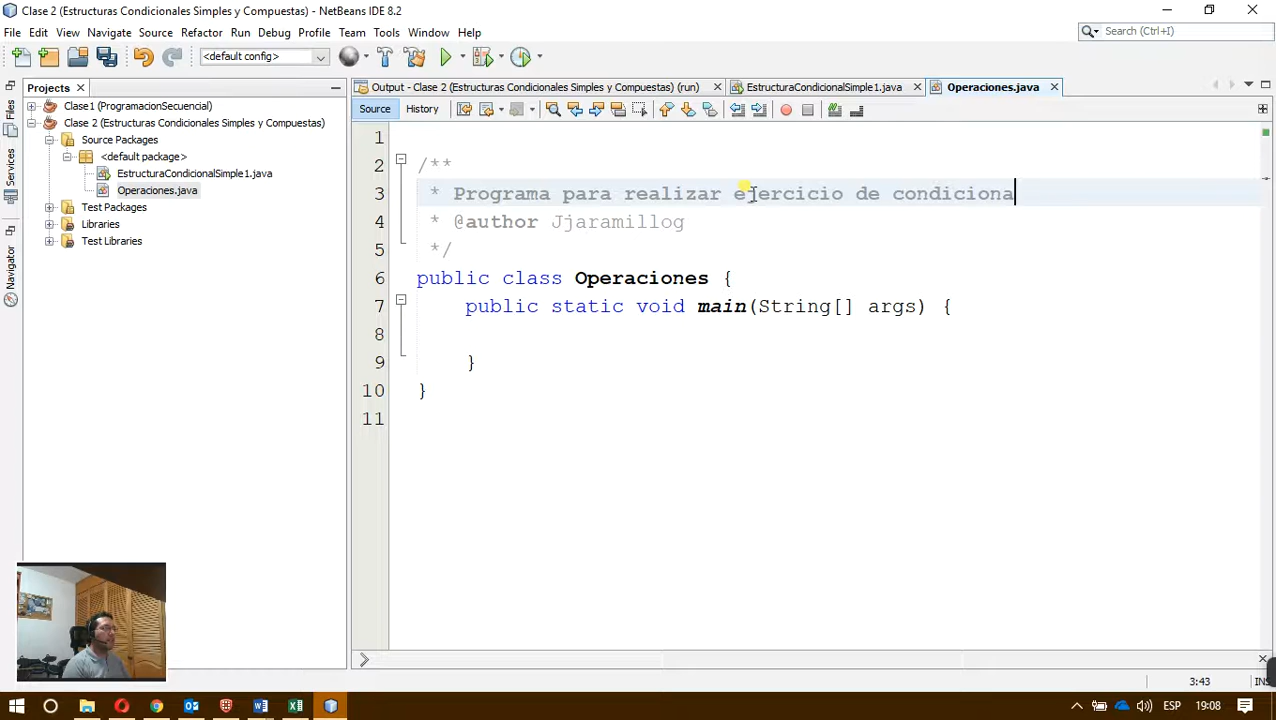 Clase 2 (Estructuras Condicionales Simples y Compuestas) - NetBeans IDE 8.2
File Edit View Navigate Source Refactor Run Debug Profile Team Tools Window Help
Search (Ctrl+I)
<default config>
Projects
Output - Clase 2 (Estructuras Condicionales Simples y Compuestas) (run)
EstructuraCondicionalSimple1.java
Operaciones.java
Files
Services
Navigator
Clase1 (ProgramacionSecuencial)
Clase 2 (Estructuras Condicionales Simples y Compuestas)
Source Packages
<default package>
EstructuraCondicionalSimple1.java
Operaciones.java
Test Packages
Libraries
Test Libraries
Source History
1
2 /**
3 * Programa para realizar ejercicio de condiciona
4 * @author Jjaramillog
5 */
6 public class Operaciones {
7 public static void main(String[] args) {
8
9 }
10 }
11
3:43 INS
ESP 19:08